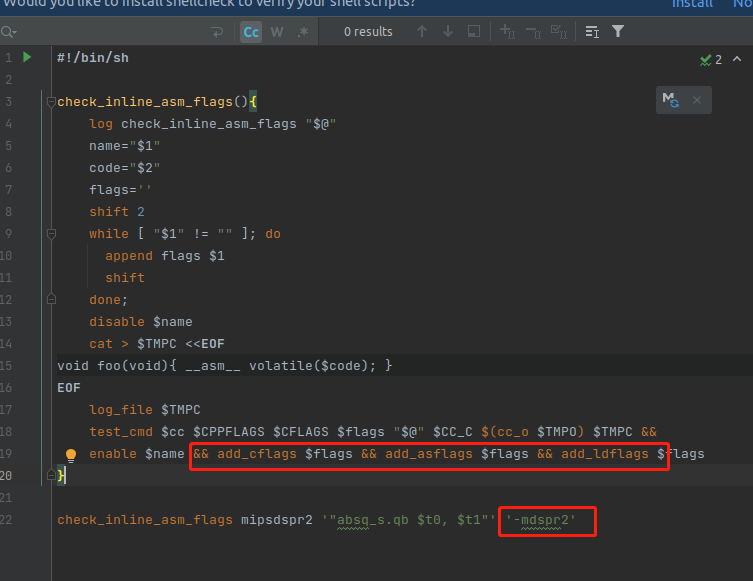 Would you like to install shellcheck to verify your shell scripts? Install No
Cc W .* 0 results
1 #!/bin/sh 2
2
3 check_inline_asm_flags(){
4 log check_inline_asm_flags "$@"
5 name="$1"
6 code="$2"
7 flags=''
8 shift 2
9 while [ "$1" != "" ]; do
10 append flags $1
11 shift
12 done;
13 disable $name
14 cat > $TMPC <<EOF
15 void foo(void){ __asm__ volatile($code); }
16 EOF
17 log_file $TMPC
18 test_cmd $cc $CPPFLAGS $CFLAGS $flags "$@" $CC_C $(cc_o $TMPO) $TMPC &&
19 enable $name && add_cflags $flags && add_asflags $flags && add_ldflags $flags
20 }
21
22 check_inline_asm_flags mipsdspr2 '"absq_s.qb $t0, $t1"' '-mdspr2'